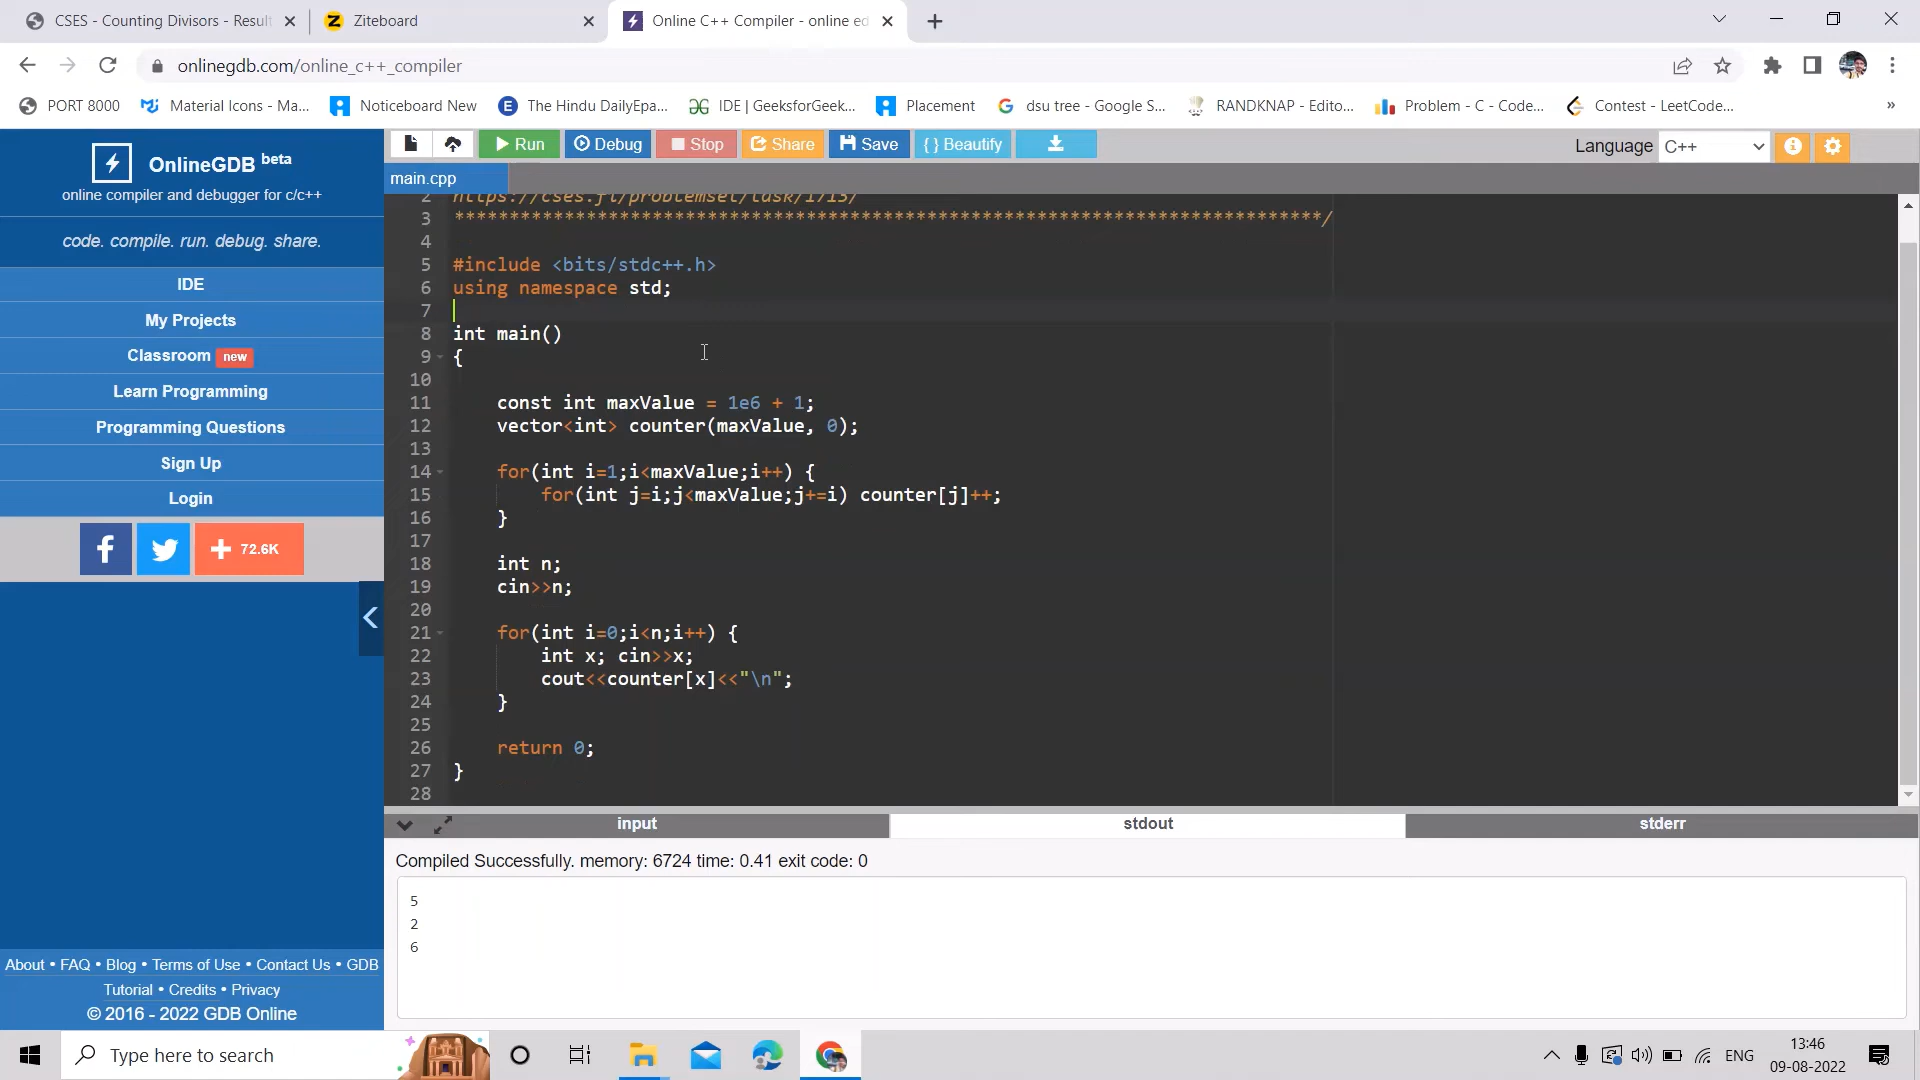 CSES - Counting Divisors - Resul
Ziteboard
Online C++ Compiler - online ed
onlinegdb.com/online_c++_compiler
PORT 8000
Material Icons - Ma...
Noticeboard New
The Hindu DailyEpa...
IDE | GeeksforGeek...
Placement
dsu tree - Google S...
RANDKNAP - Edito...
Problem - C - Code...
Contest - LeetCode...
»
OnlineGDB beta
online compiler and debugger for c/c++
code. compile. run. debug. share.
IDE
My Projects
Classroom new
Learn Programming
Programming Questions
Sign Up
Login
72.6K
About • FAQ • Blog • Terms of Use • Contact Us • GDB
Tutorial • Credits • Privacy
© 2016 - 2022 GDB Online
Run
Debug
Stop
Share
Save
{ } Beautify
Language C++
main.cpp
2 https://cses.fi/problemset/task/1713/
3 *******************************************************************************/
4
5 #include <bits/stdc++.h>
6 using namespace std;
7
8 int main()
9 {
10
11 const int maxValue = 1e6 + 1;
12 vector<int> counter(maxValue, 0);
13
14 for(int i=1;i<maxValue;i++) {
15 for(int j=i;j<maxValue;j+=i) counter[j]++;
16 }
17
18 int n;
19 cin>>n;
20
21 for(int i=0;i<n;i++) {
22 int x; cin>>x;
23 cout<<counter[x]<<"\n";
24 }
25
26 return 0;
27 }
28
input
stdout
stderr
Compiled Successfully. memory: 6724 time: 0.41 exit code: 0
5
2
6
Type here to search
ENG
13:46
09-08-2022